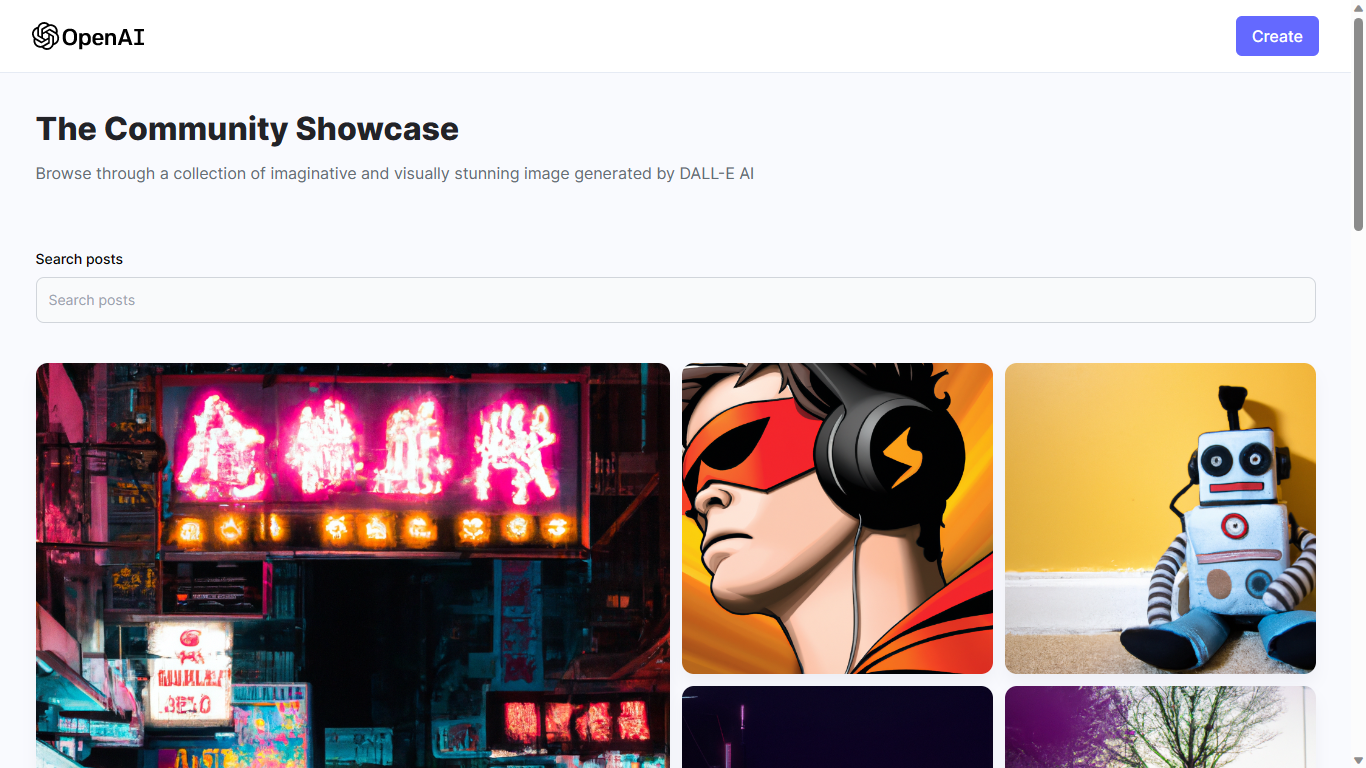 OpenAI
Create
The Community Showcase
Browse through a collection of imaginative and visually stunning image generated by DALL-E AI
Search posts
Search posts